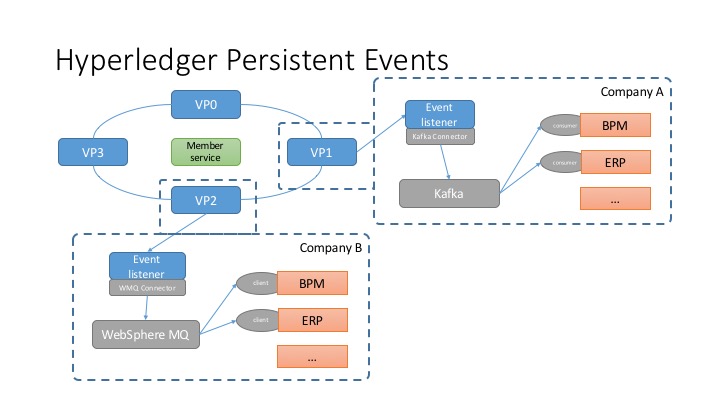 Hyperledger Persistent Events
Company A
VP0
Event
listener
Kafka Connector
consumer
BPM
VP3
Member
service
VP1
consumer
ERP
Kafka
...
VP2
Company B
Event
listener
WMQ Connector
client
BPM
WebSphere MQ
client
ERP
...